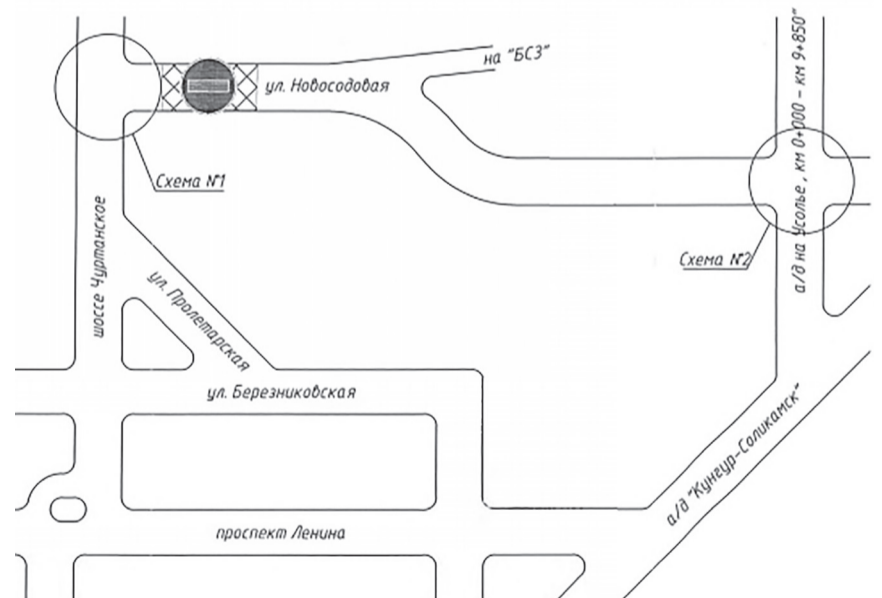 на "БСЗ"
ул. Новосодовая
Схема №1
шоссе Чуртанское
ул. Пролетарская
ул. Березниковская
проспект Ленина
Схема №2
а/д на Усолье, км 0+000 - км 9+850"
а/д "Кунгур-Соликамск"